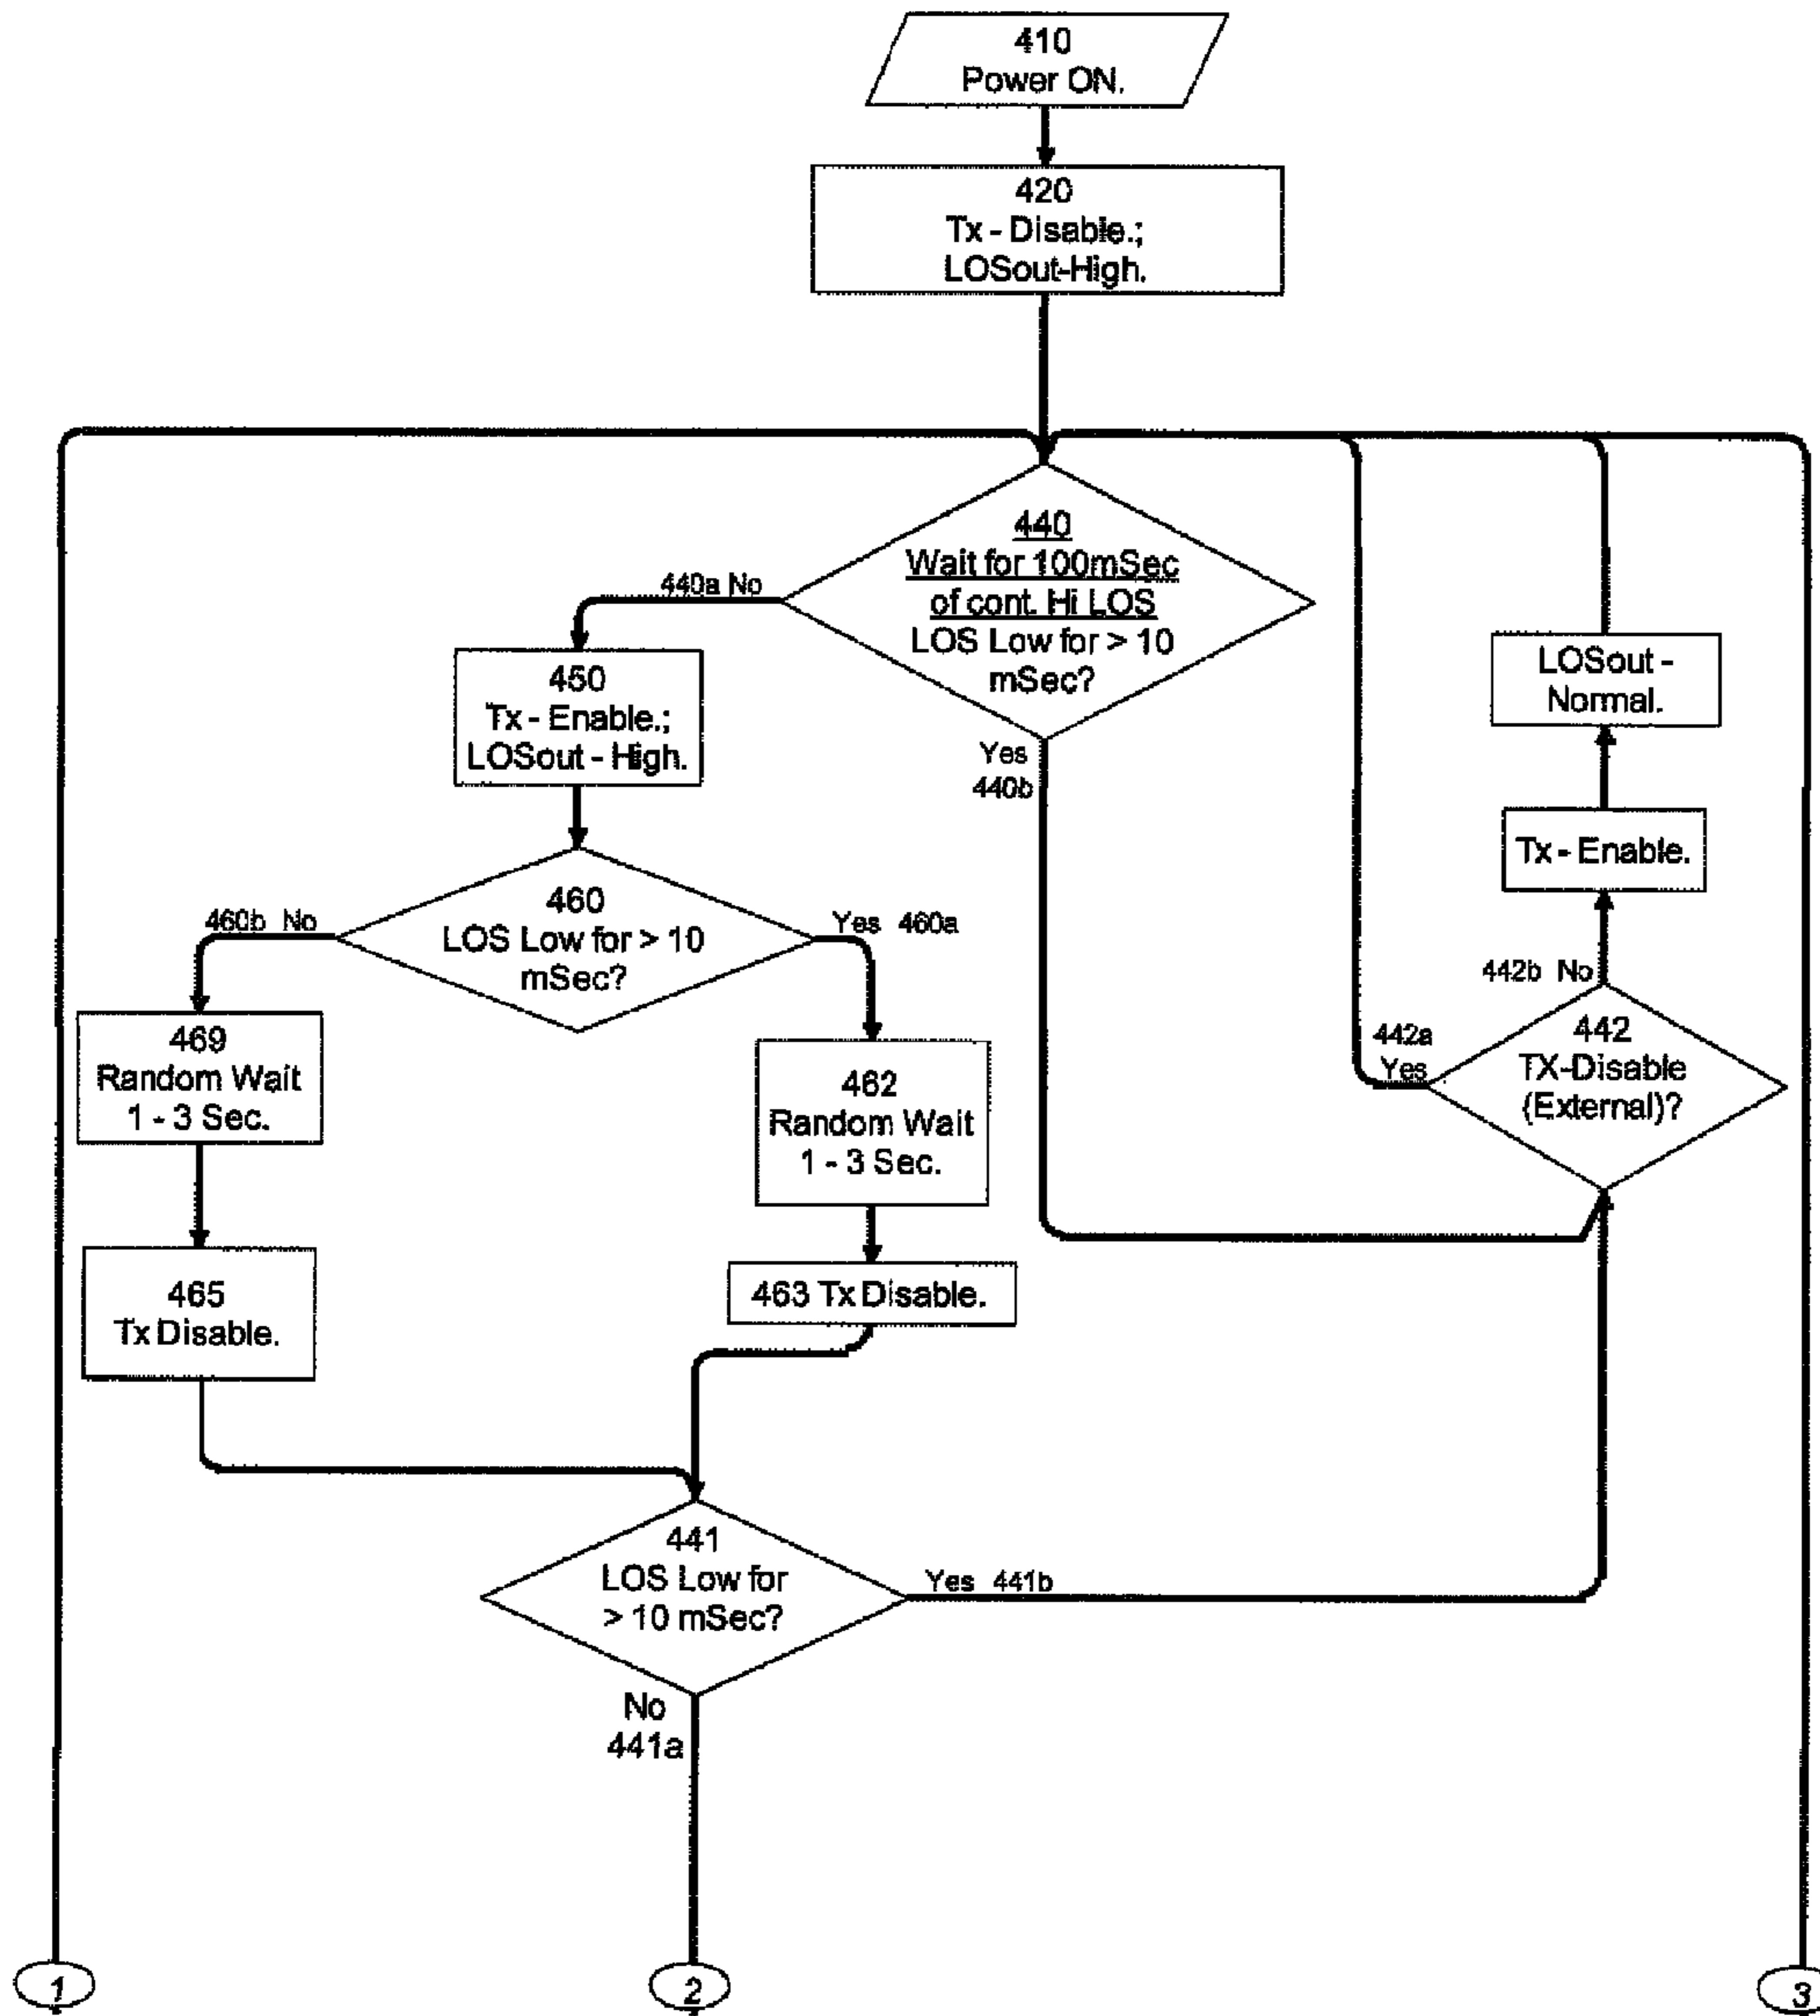 410
Power ON.
420
Tx - Disable.;
LOSout-High.
440
Wait for 100mSec
of cont. Hi LOS
LOS Low for > 10
mSec?
440a No
Yes
440b
450
Tx - Enable.;
LOSout - High.
LOSout -
Normal.
Tx - Enable.
460
LOS Low for > 10
mSec?
460b No
Yes 460a
442b No
442a
Yes
442
TX-Disable
(External)?
469
Random Wait
1 - 3 Sec.
462
Random Wait
1 - 3 Sec.
465
Tx Disable.
463 Tx Disable.
441
LOS Low for
> 10 mSec?
Yes 441b
No
441a
1
2
3